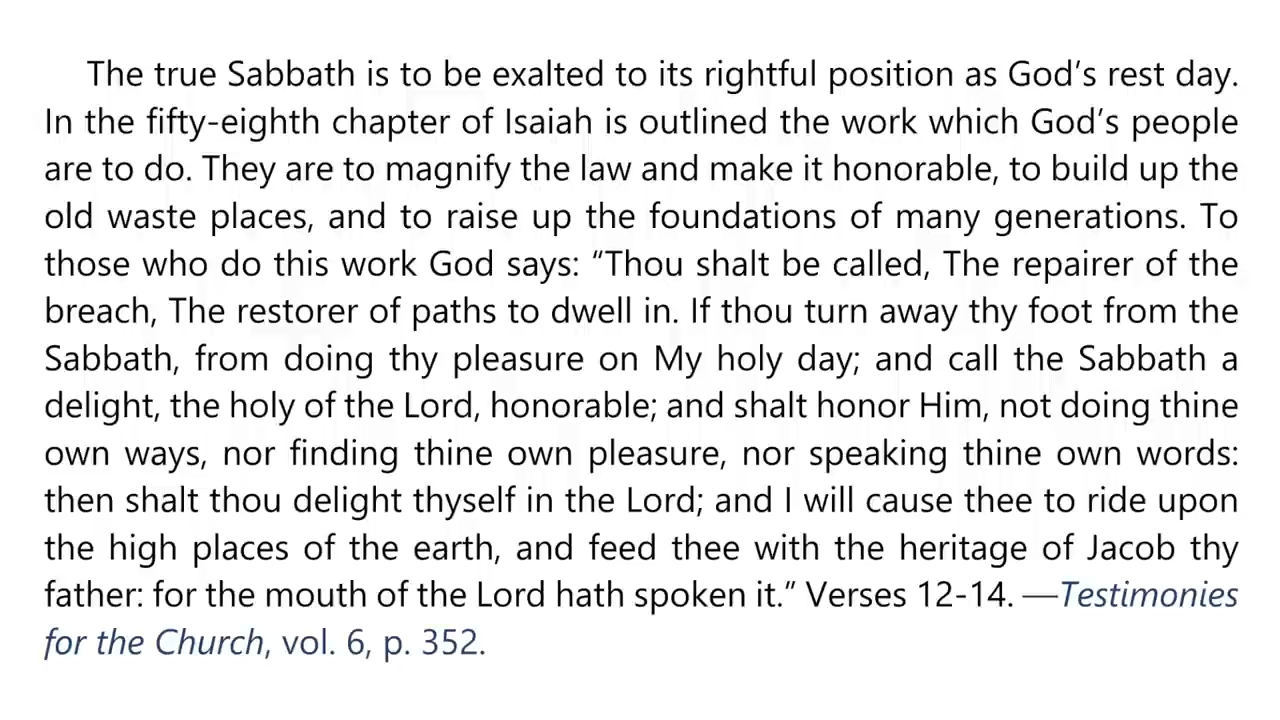 The true Sabbath is to be exalted to its rightful position as God’s rest day.
In the fifty-eighth chapter of Isaiah is outlined the work which God’s people
are to do. They are to magnify the law and make it honorable, to build up the
old waste places, and to raise up the foundations of many generations. To
those who do this work God says: “Thou shalt be called, The repairer of the
breach, The restorer of paths to dwell in. If thou turn away thy foot from the
Sabbath, from doing thy pleasure on My holy day; and call the Sabbath a
delight, the holy of the Lord, honorable; and shalt honor Him, not doing thine
own ways, nor finding thine own pleasure, nor speaking thine own words:
then shalt thou delight thyself in the Lord; and I will cause thee to ride upon
the high places of the earth, and feed thee with the heritage of Jacob thy
father: for the mouth of the Lord hath spoken it.” Verses 12-14. —Testimonies
for the Church, vol. 6, p. 352.